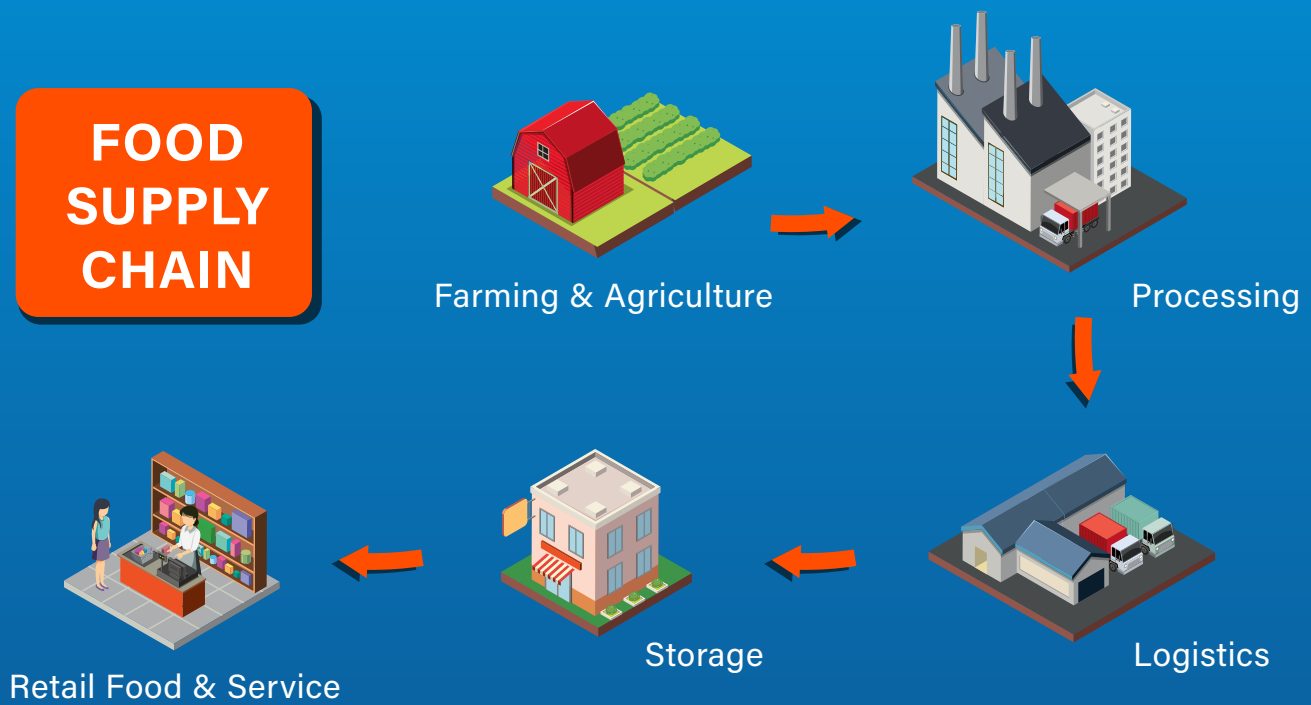 FOOD
SUPPLY
CHAIN
Farming & Agriculture
Processing
Logistics
Storage
Retail Food & Service